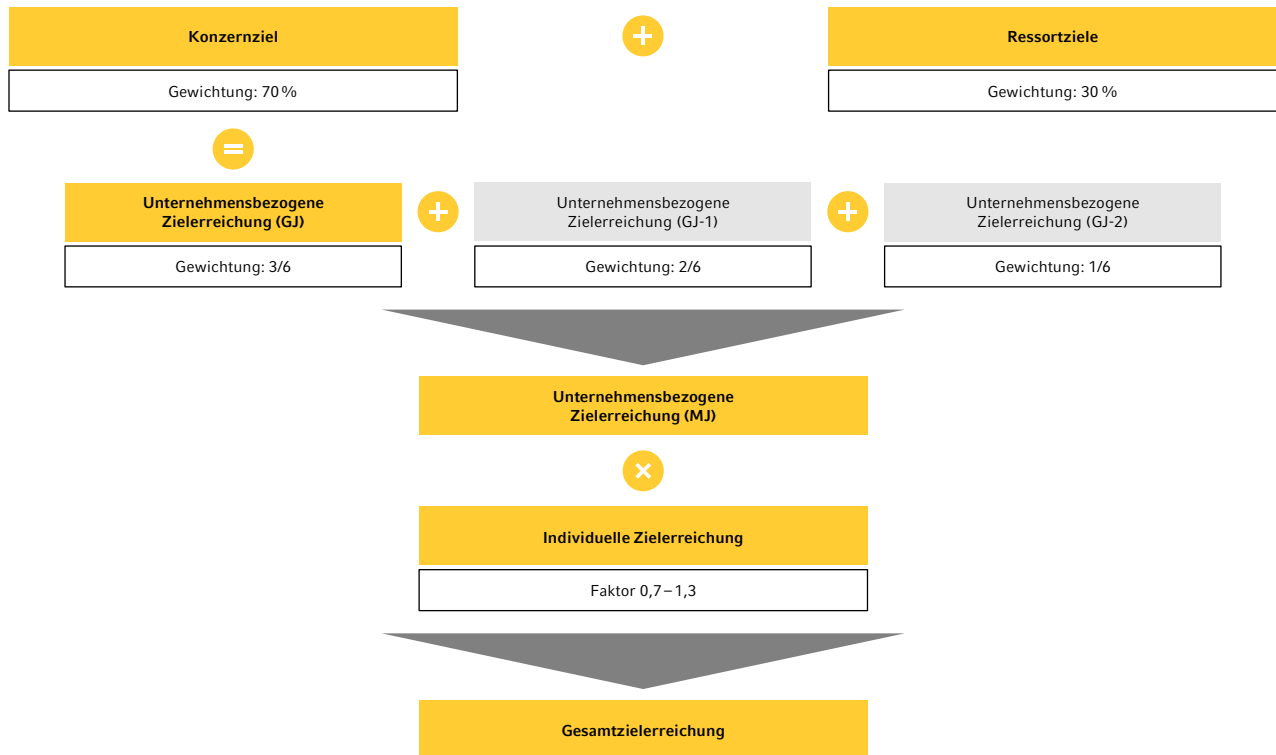 Konzernziel
+
Ressortziele
Gewichtung: 70 %
Gewichtung: 30 %
=
Unternehmensbezogene
Zielerreichung (GJ)
+
Unternehmensbezogene
Zielerreichung (GJ-1)
+
Unternehmensbezogene
Zielerreichung (GJ-2)
Gewichtung: 3/6
Gewichtung: 2/6
Gewichtung: 1/6
Unternehmensbezogene
Zielerreichung (MJ)
×
Individuelle Zielerreichung
Faktor 0,7 – 1,3
Gesamtzielerreichung